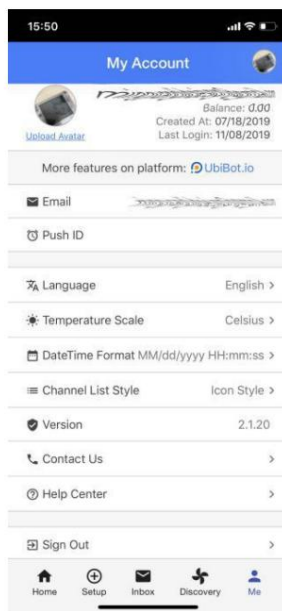 15:50
My Account
Balance: 0.00
Created At: 07/18/2019
Upload Avatar
Last Login: 11/08/2019
More features on platform: UbiBot.io
Email
Push ID
Language English >
Temperature Scale Celsius >
DateTime Format MM/dd/yyyy HH:mm:ss >
Channel List Style Icon Style >
Version 2.1.20
Contact Us >
Help Center >
Sign Out >
Home Setup Inbox Discovery Me